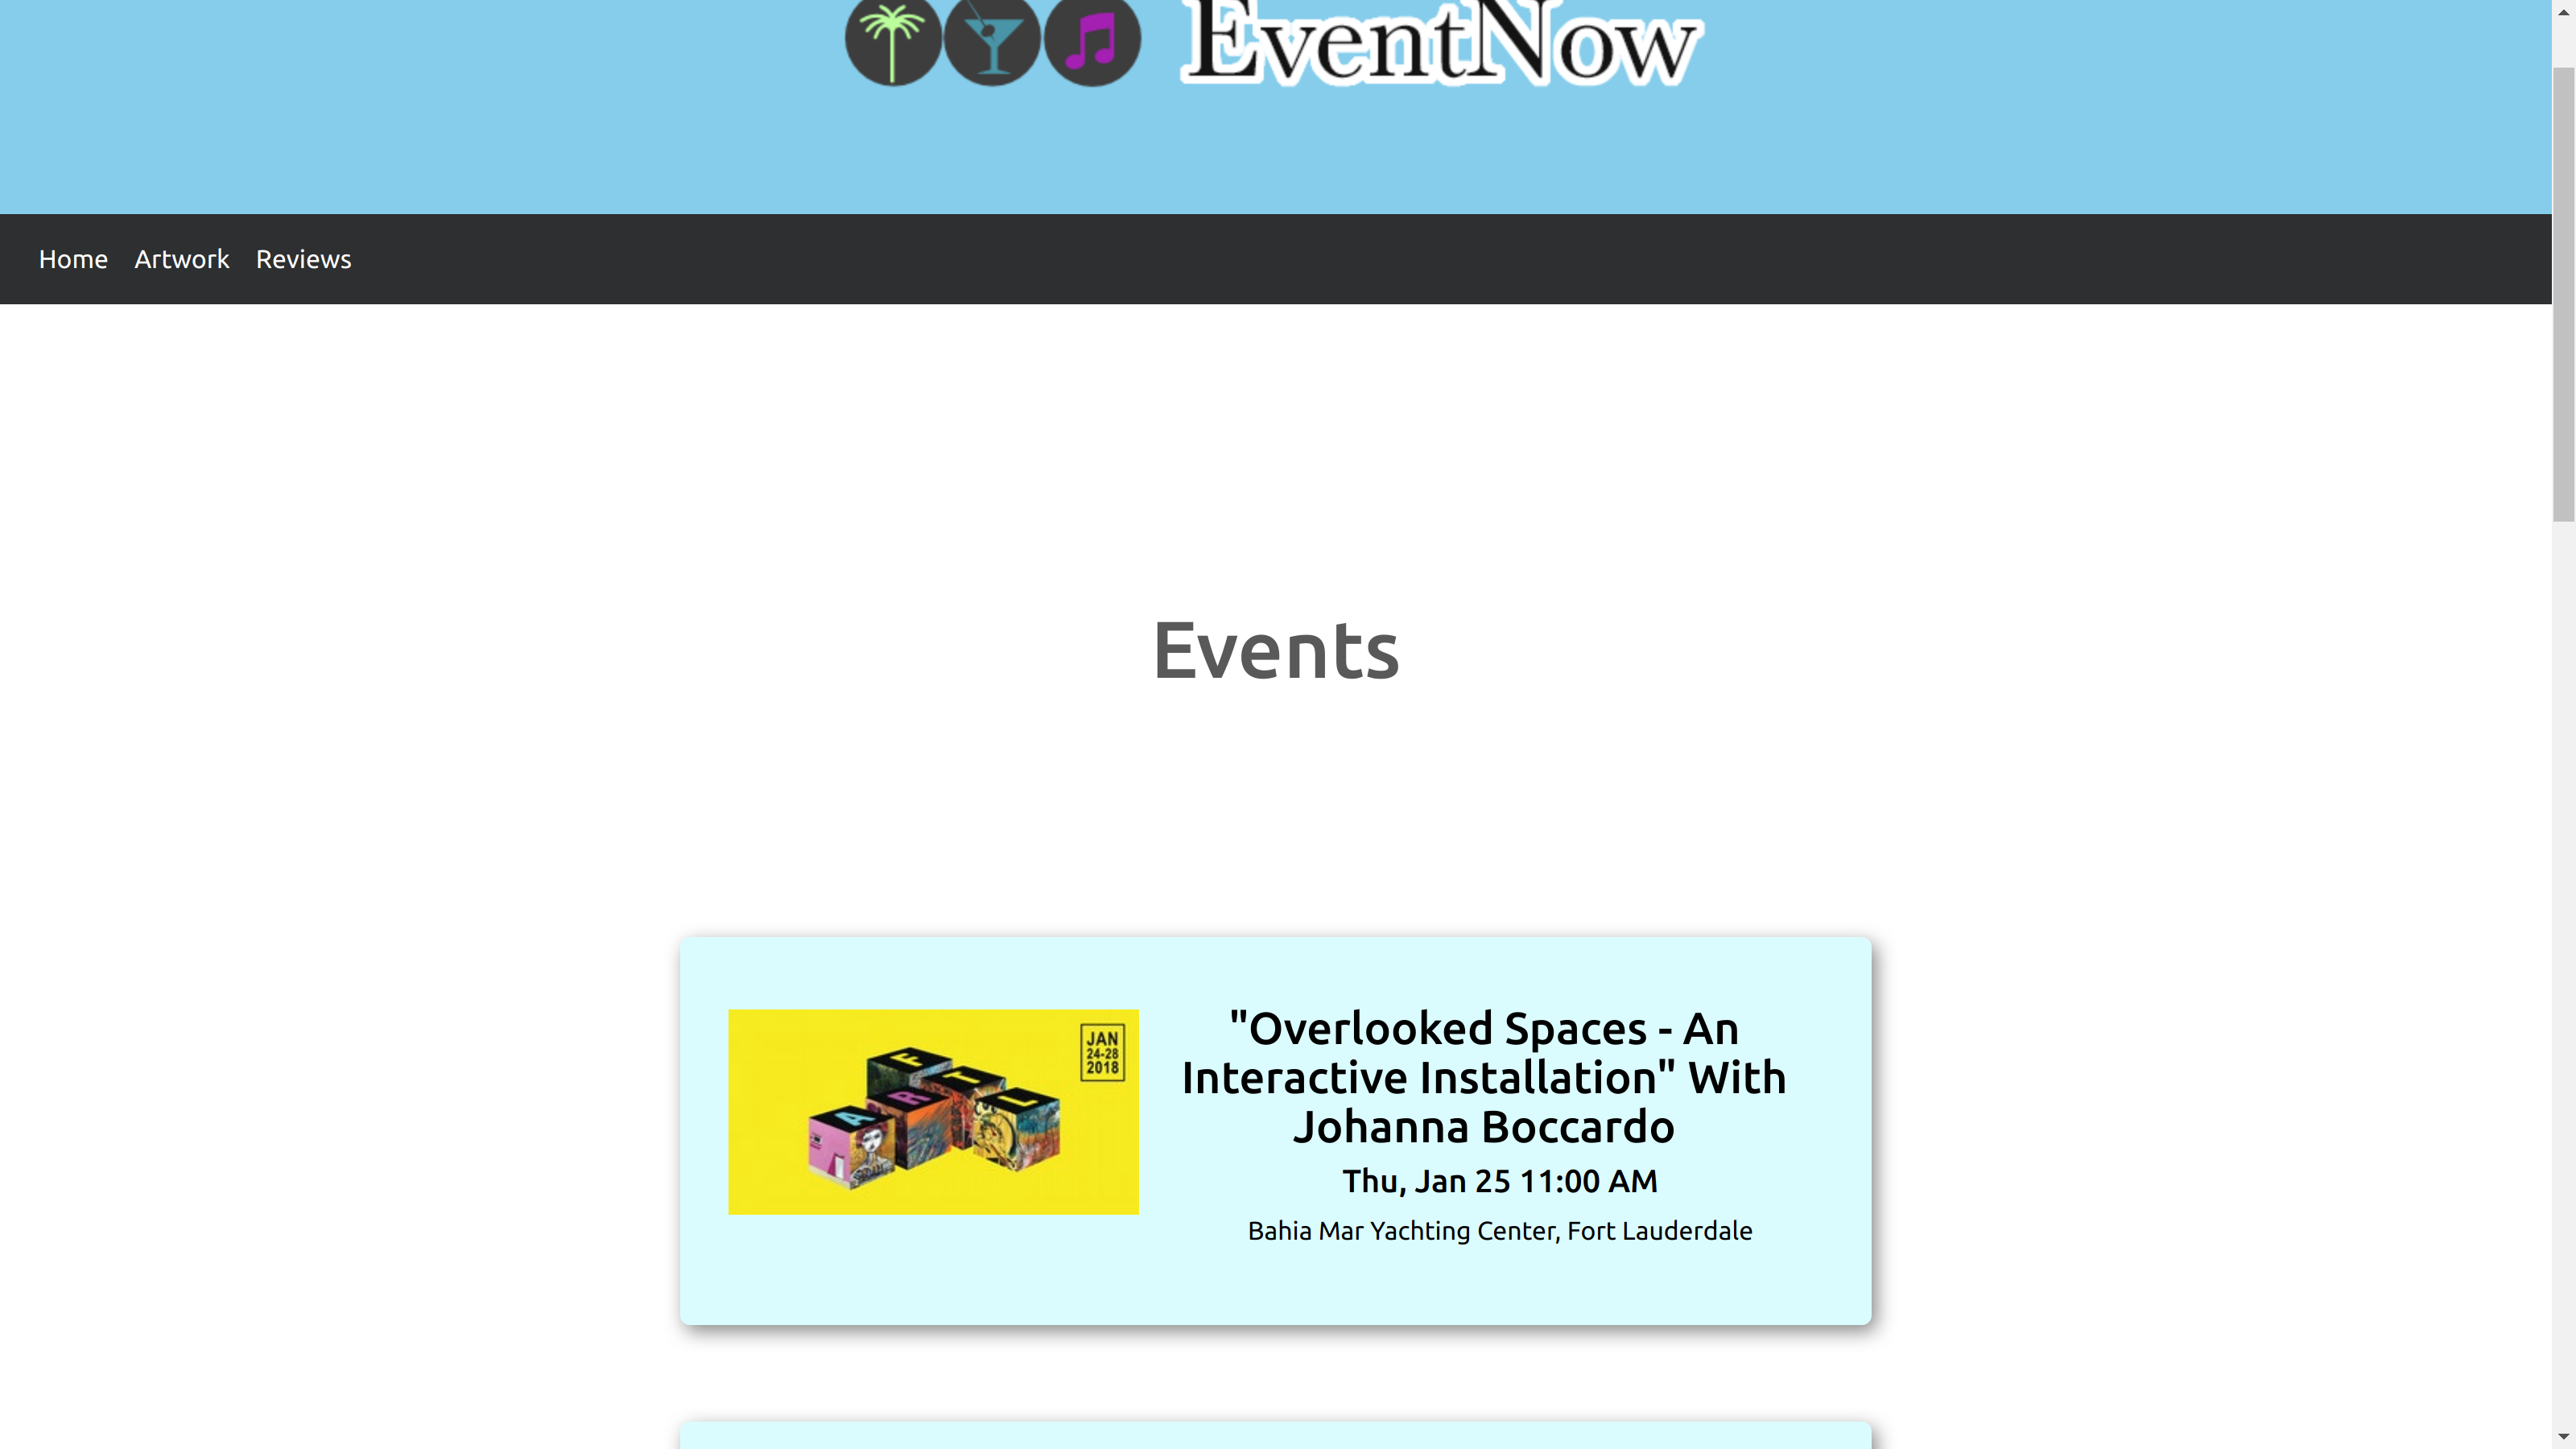 EventNow
Home Artwork Reviews
Events
JAN
24-28
2018
F
A R T L
"Overlooked Spaces - An
Interactive Installation" With
Johanna Boccardo
Thu, Jan 25 11:00 AM
Bahia Mar Yachting Center, Fort Lauderdale